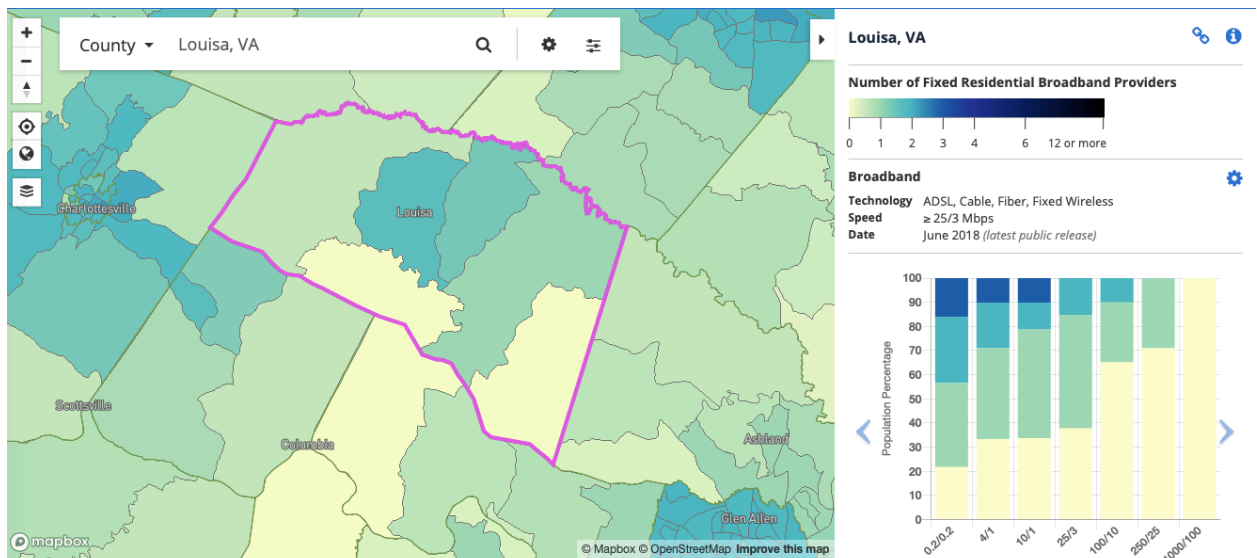 +
−
County
Louisa, VA
Charlottesville
Louisa
Scottsville
Columbia
Ashland
Glen Allen
mapbox
© Mapbox © OpenStreetMap Improve this map
Louisa, VA
Number of Fixed Residential Broadband Providers
0 1 2 3 4 6 12 or more
Broadband
Technology ADSL, Cable, Fiber, Fixed Wireless
Speed ≥ 25/3 Mbps
Date June 2018 (latest public release)
Population Percentage
100
90
80
70
60
50
40
30
20
10
0
0.2/0.2 4/1 10/1 25/3 100/10 250/25 1000/100